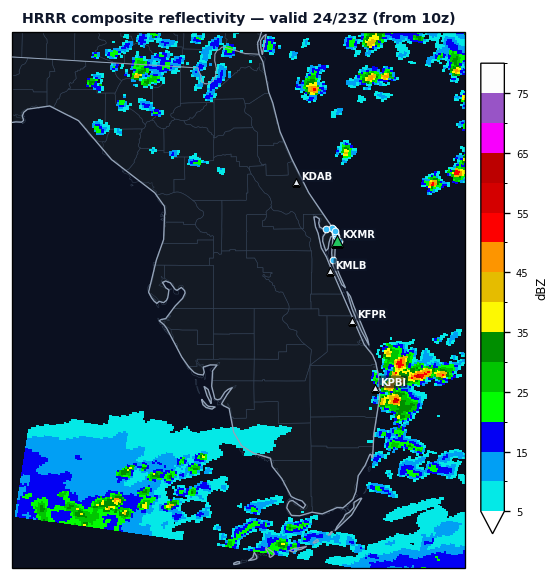 HRRR composite reflectivity — valid 24/23Z (from 10z)
KDAB
KXMR
KMLB
KFPR
KPBI
75
65
55
45
35
25
15
5
dBZ